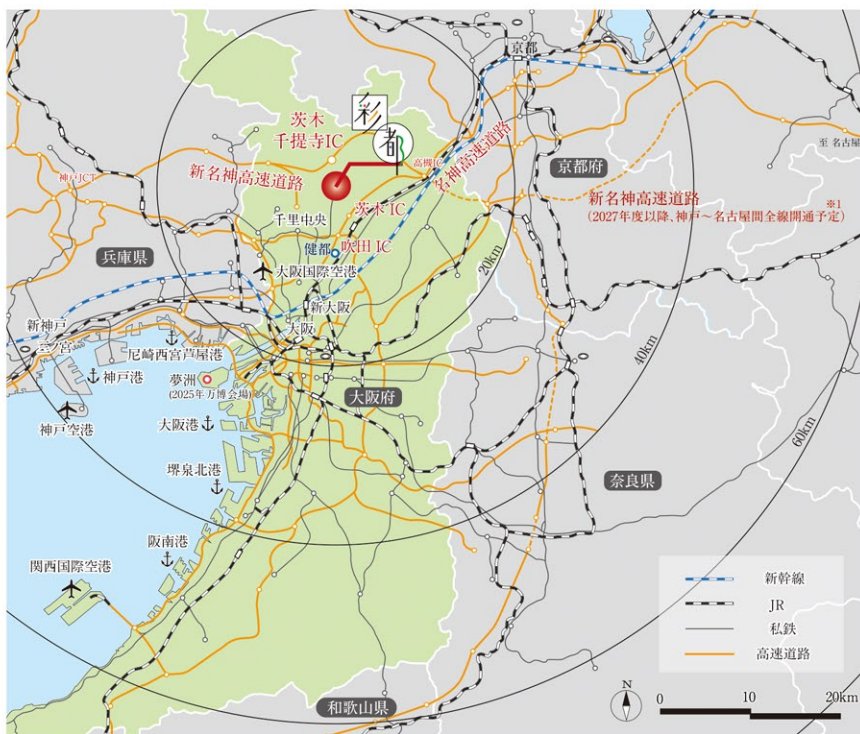 京都
彩
都
茨木
千提寺IC
高槻JC
名神高速道路
京都府
至 名古屋
神戸JCT
新名神高速道路
新名神高速道路 ※1
(2027年度以降、神戸～名古屋間全線開通予定)
茨木 IC
千里中央
兵庫県
健都
吹田 IC
20km
大阪国際空港
新大阪
新神戸
三ノ宮
大阪
尼崎西宮芦屋港
40km
神戸港
夢洲
(2025年万博会場)
大阪府
60km
神戸空港
大阪港
堺泉北港
奈良県
阪南港
関西国際空港
新幹線
JR
私鉄
高速道路
和歌山県
N
0 10 20km